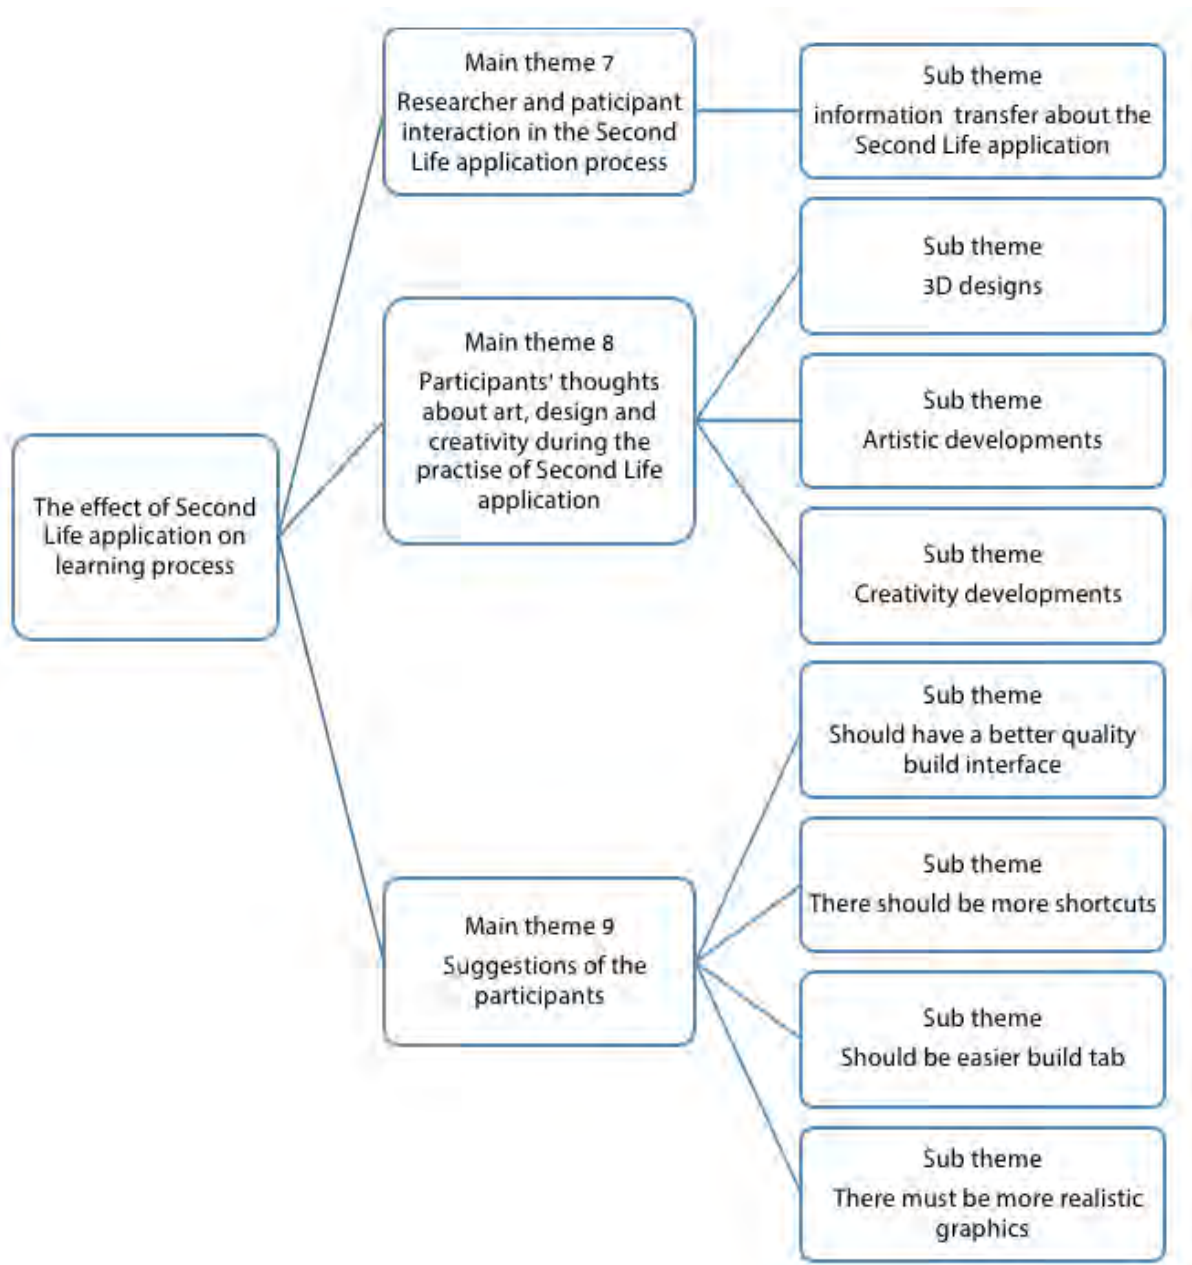 The effect of Second
Life application on
learning process
Main theme 7
Researcher and paticipant
interaction in the Second
Life application process
Sub theme
information transfer about the
Second Life application
Main theme 8
Participants' thoughts
about art, design and
creativity during the
practise of Second Life
application
Sub theme
3D designs
Sub theme
Artistic developments
Sub theme
Creativity developments
Main theme 9
Suggestions of the
participants
Sub theme
Should have a better quality
build interface
Sub theme
There should be more shortcuts
Sub theme
Should be easier build tab
Sub theme
There must be more realistic
graphics